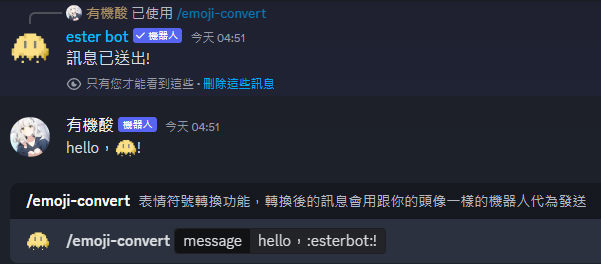 有機酸 已使用 /emoji-convert
ester bot 機器人 今天 04:51
訊息已送出!
只有您才能看到這些 • 刪除這些訊息
有機酸 機器人 今天 04:51
hello，!
/emoji-convert 表情符號轉換功能，轉換後的訊息會用跟你的頭像一樣的機器人代為發送
/emoji-convert message hello，:esterbot:!